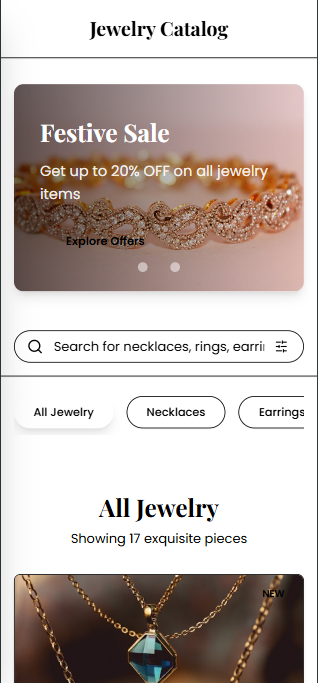 Jewelry Catalog
Festive Sale
Get up to 20% OFF on all jewelry
items
Explore Offers
Search for necklaces, rings, earri
All Jewelry
Necklaces
Earrings
All Jewelry
Showing 17 exquisite pieces
NEW